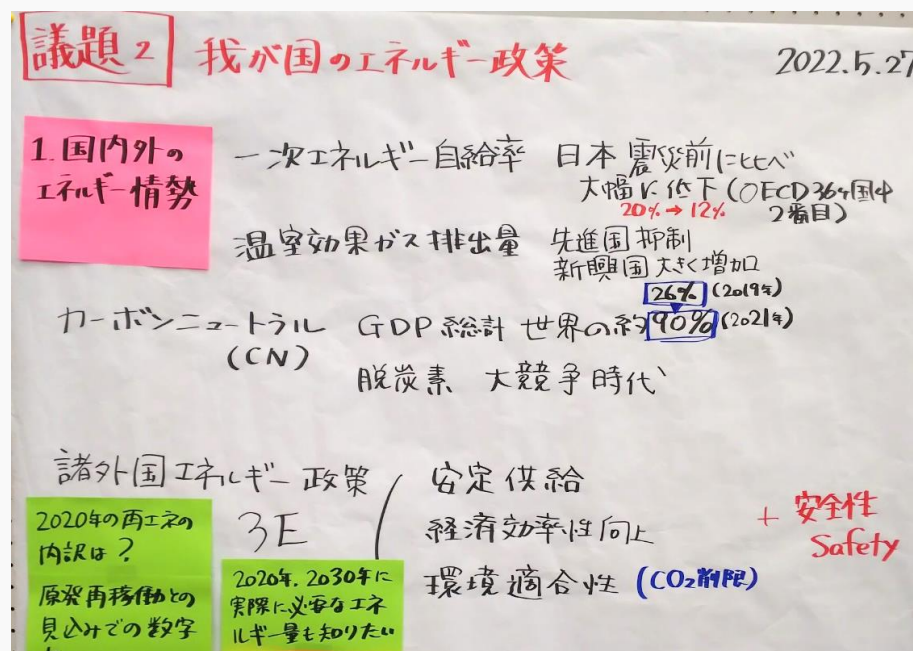 議題2 我が国のエネルギー政策 2022.5.27
1.国内外の
エネルギー情勢
一次エネルギー自給率 日本 震災前に比べ
大幅に低下(OECD36ヶ国中
20%→12% 2番目)
温室効果ガス排出量 先進国 抑制
新興国 大きく増加
26% (2019年)
カーボンニュートラル GDP総計 世界の約90% (2021年)
(CN)
脱炭素 大競争時代
諸外国エネルギー政策
3E
安定供給
経済効率性向上
環境適合性 (CO2削限)
+ 安全性
Safety
2020年の再エネの
内訳は?
原発再稼働との
見込みでの数字
2020年、2030年に
実際に必要なエネ
ルギー量も知りたい